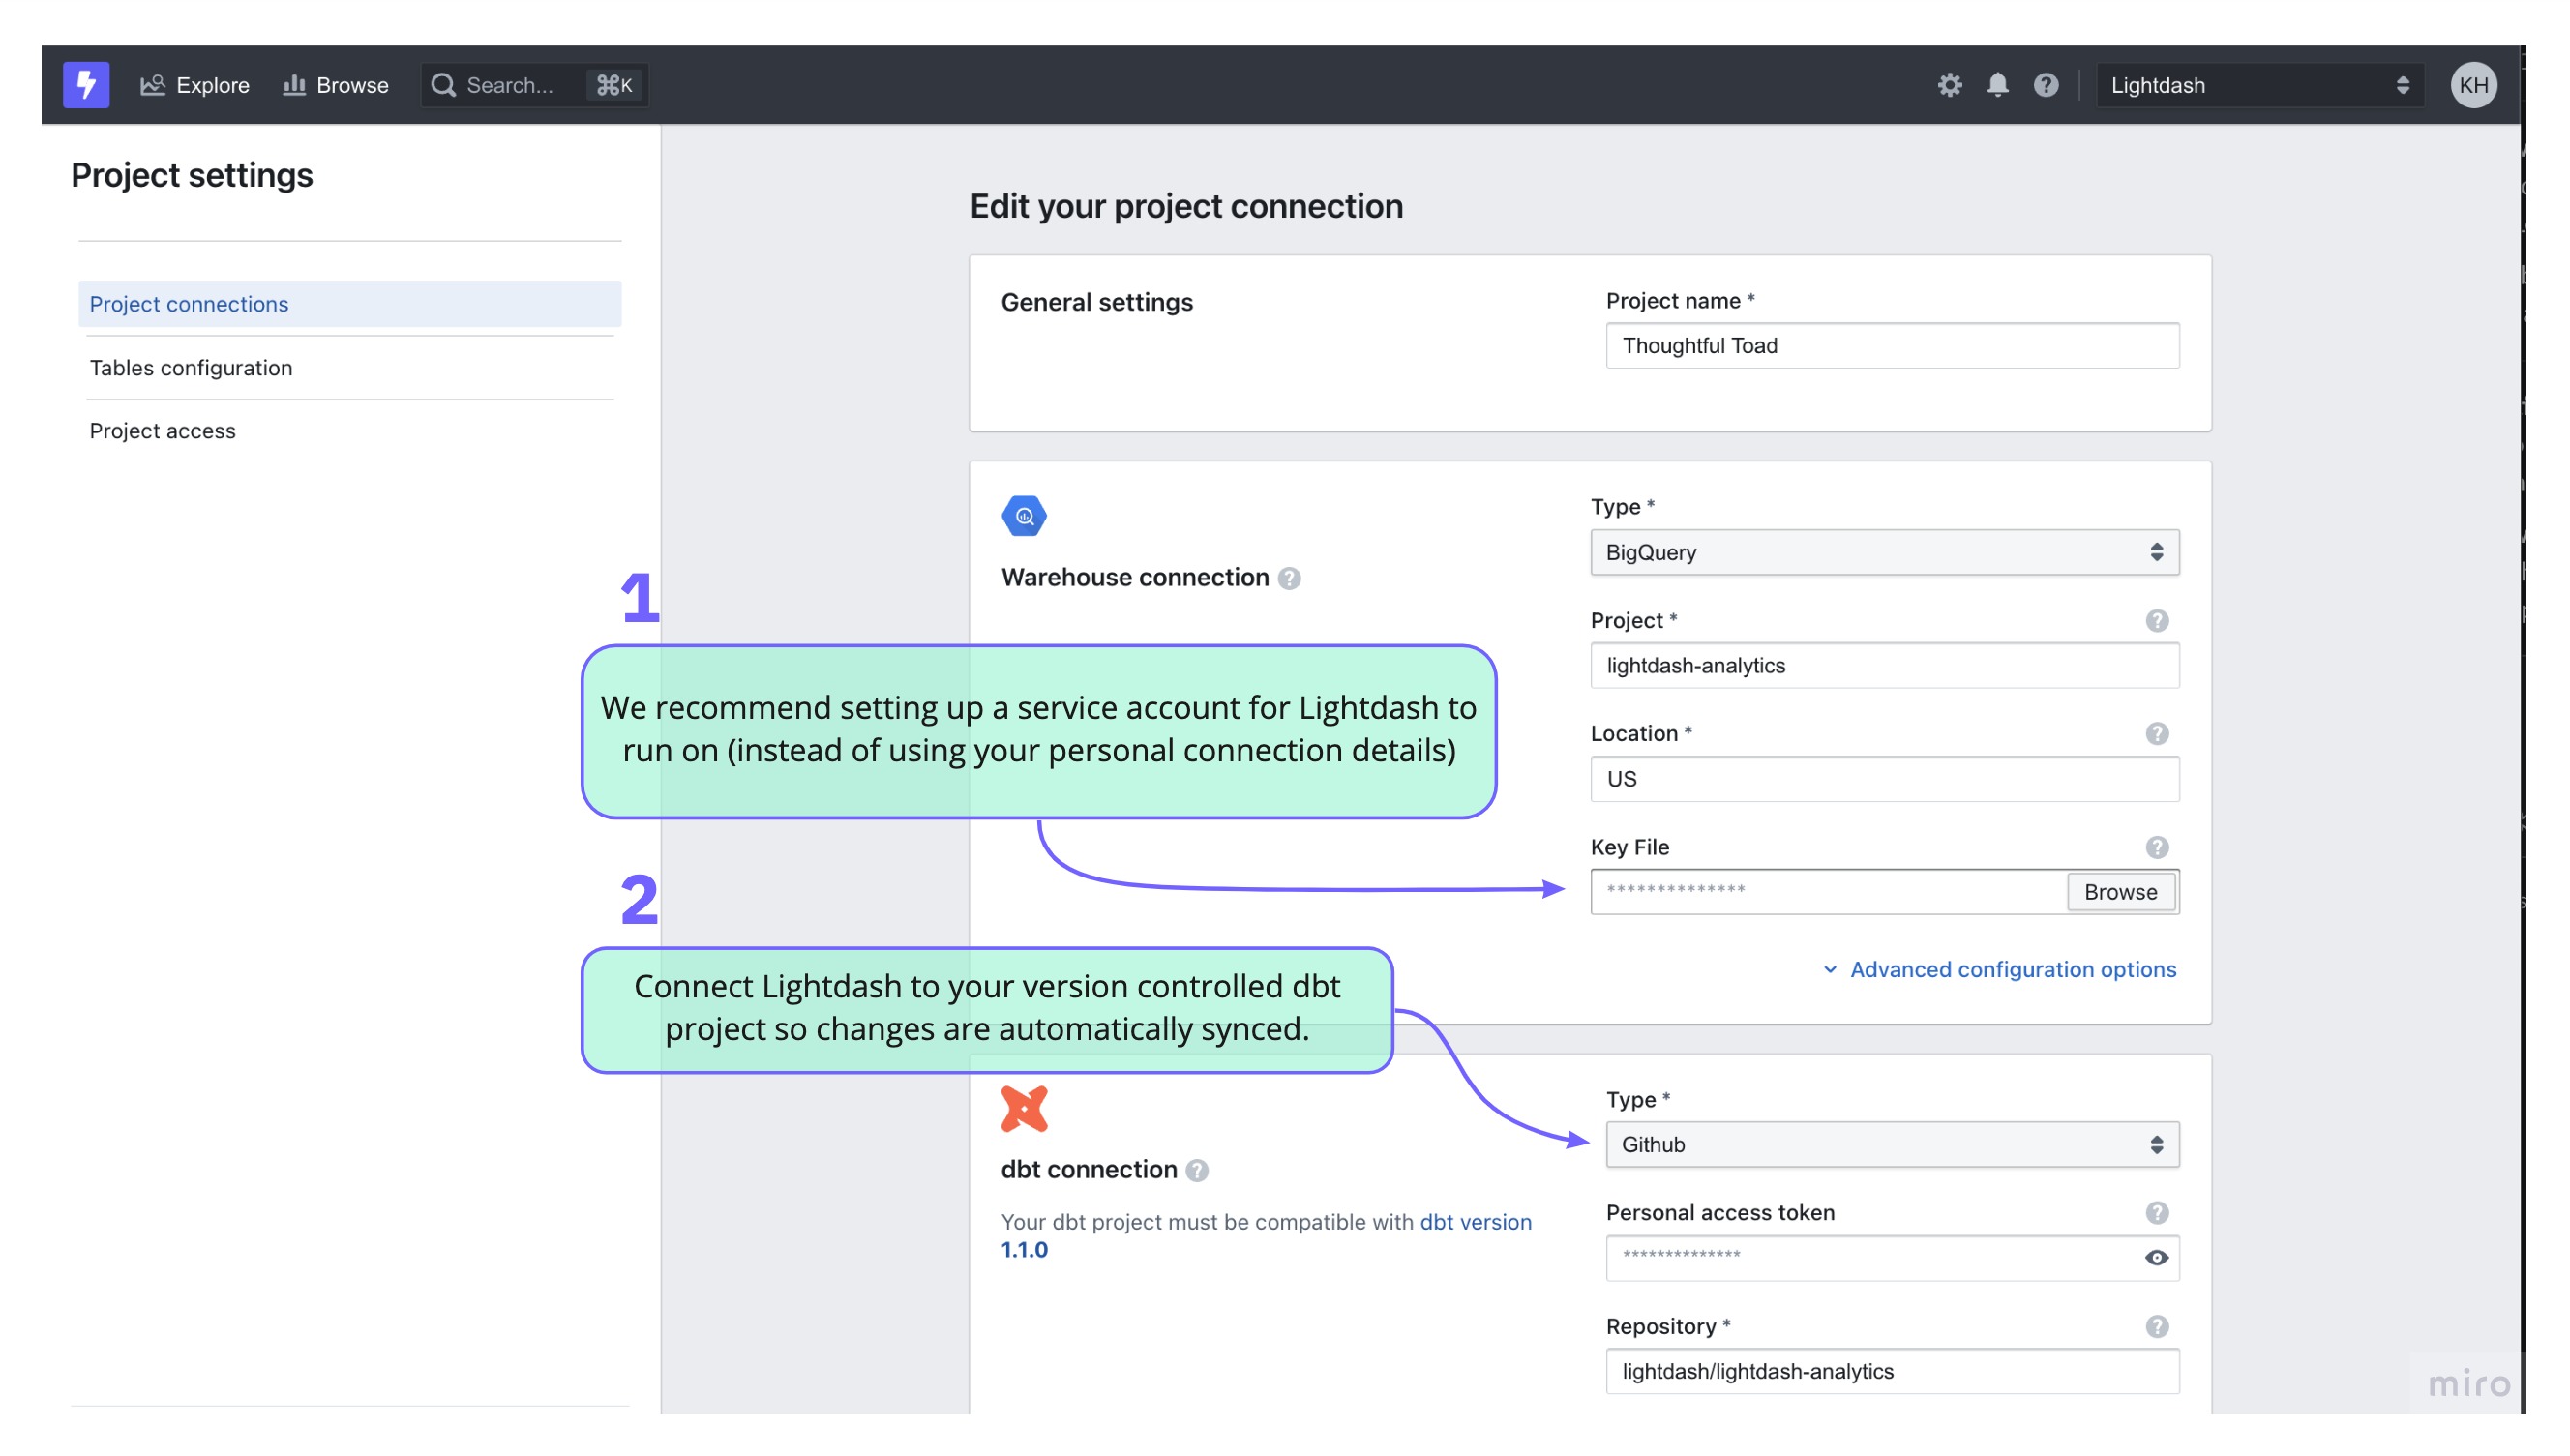 Explore
Browse
Search...
⌘K
Lightdash
KH
Project settings
Project connections
Tables configuration
Project access
Edit your project connection
General settings
Project name *
Thoughtful Toad
Warehouse connection
Type *
BigQuery
Project *
lightdash-analytics
Location *
US
Key File
**************
Browse
Advanced configuration options
1
We recommend setting up a service account for Lightdash to
run on (instead of using your personal connection details)
2
Connect Lightdash to your version controlled dbt
project so changes are automatically synced.
dbt connection
Your dbt project must be compatible with dbt version
1.1.0
Type *
Github
Personal access token
**************
Repository *
lightdash/lightdash-analytics
miro